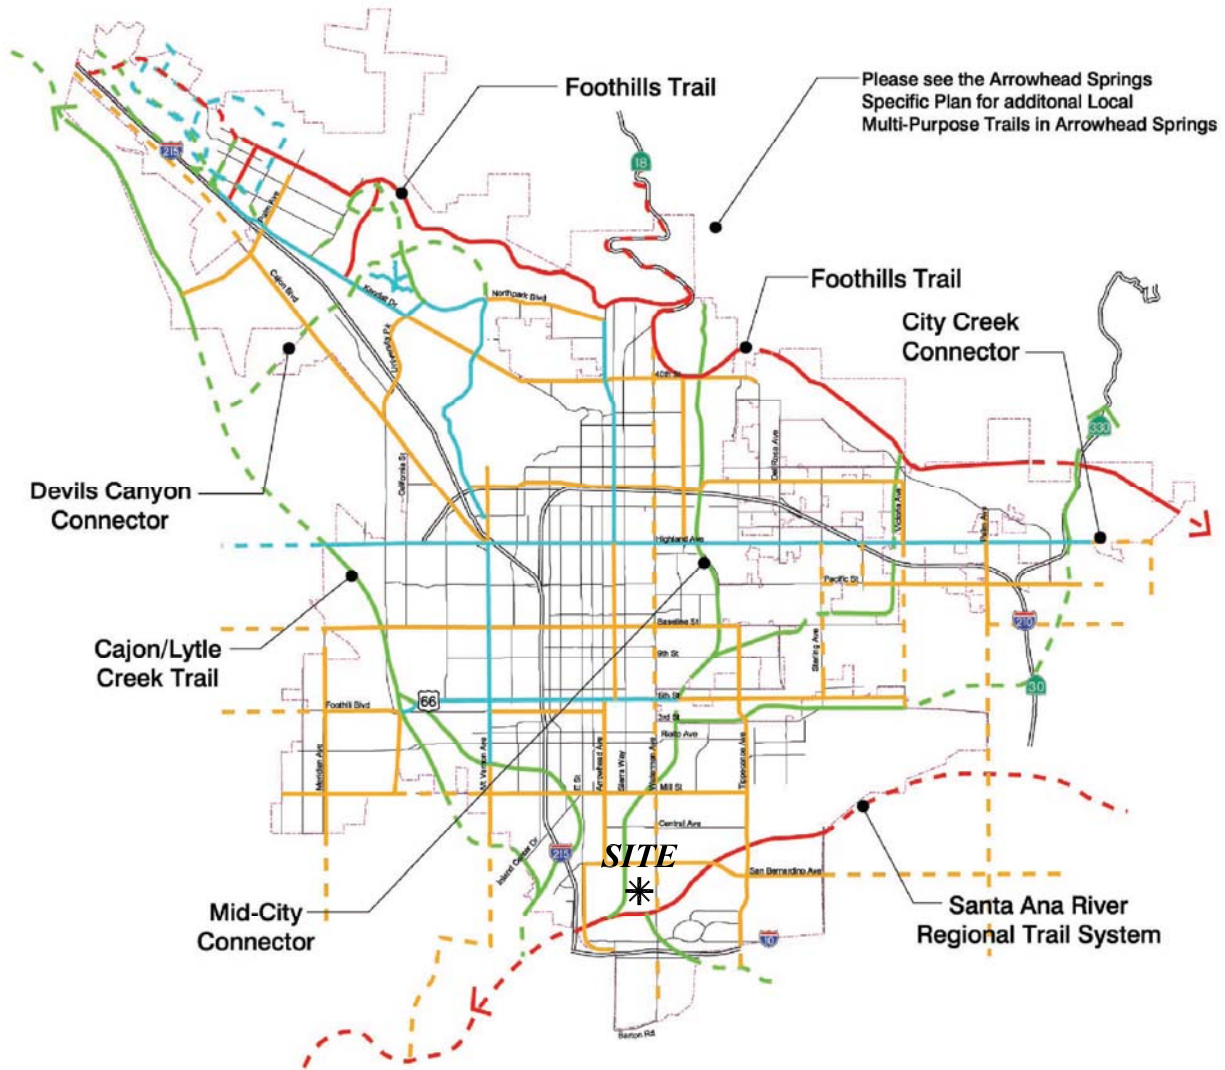 Foothills Trail
Please see the Arrowhead Springs
Specific Plan for additonal Local
Multi-Purpose Trails in Arrowhead Springs
18
215
Palm Ave
Foothills Trail
Cajon Blvd
Kendall Dr
Northpark Blvd
City Creek
Connector
University Pk
40th St
330
Del Rosa Ave
California St
Devils Canyon
Connector
Victoria Ave
Palm Ave
Highland Ave
Pacific St
210
Baseline St
Cajon/Lytle
Creek Trail
9th St
Sterling Ave
30
66
6th St
Foothill Blvd
3rd St
Rialto Ave
Meridian Ave
Mt Vernon Ave
E St
Arrowhead Ave
Sierra Way
Waterman Ave
Tippecanoe Ave
Mill St
Central Ave
Inland Center Dr
215
SITE
San Bernardino Ave
Mid-City
Connector
Santa Ana River
Regional Trail System
10
Barton Rd